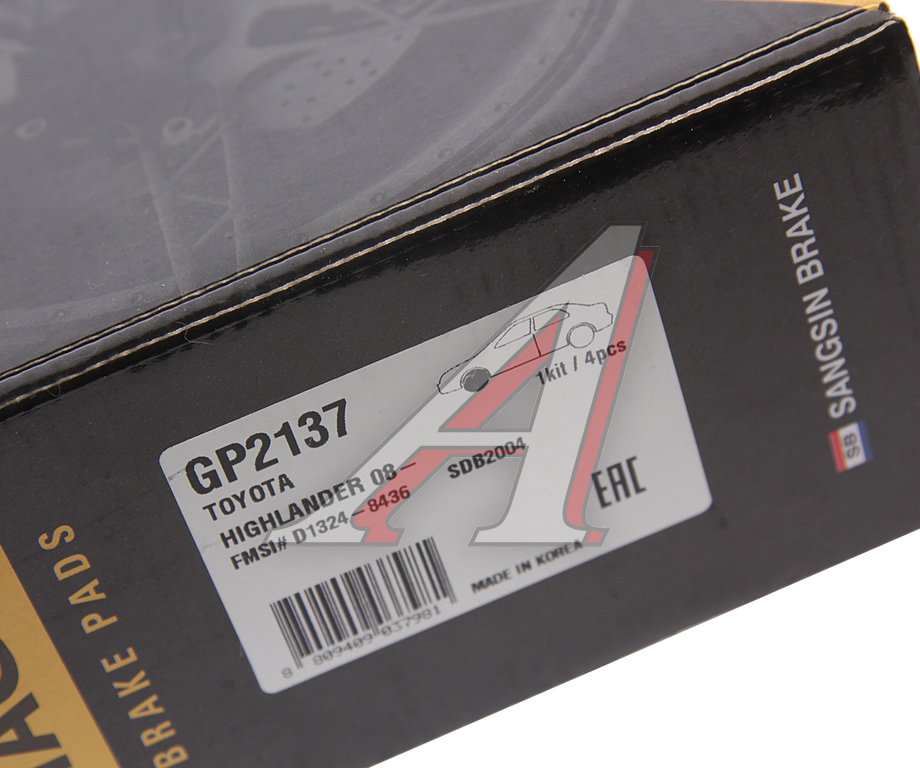 GP2137
TOYOTA
HIGHLANDER 08-
FMSI# D1324-8436
SDB2004
1kit / 4pcs
EAC
MADE IN KOREA
8 809409 037981
SB SANGSIN BRAKE
BRAKE PADS
A